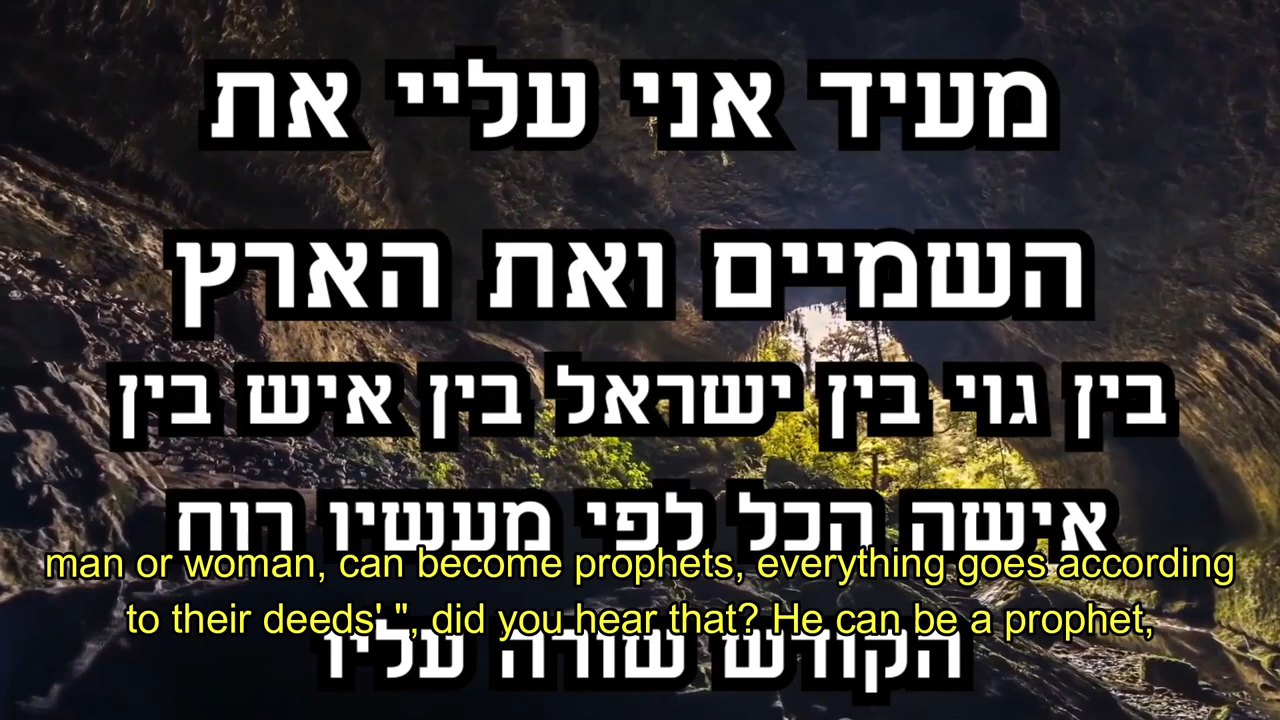 מעיד אני עליי את
השמיים ואת הארץ
בין גוי בין ישראל בין איש בין
אישה הכל לפי מעשיו רוח
man or woman, can become prophets, everything goes according
to their deeds' ", did you hear that? He can be a prophet,
הקודש שורה עליו